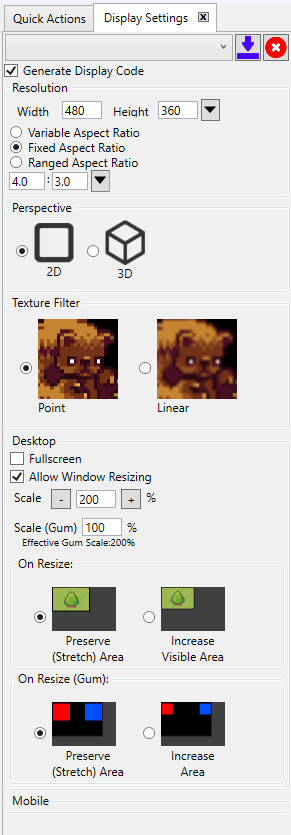 Quick Actions Display Settings
Generate Display Code
Resolution
Width 480 Height 360
Variable Aspect Ratio
Fixed Aspect Ratio
Ranged Aspect Ratio
4.0 : 3.0
Perspective
2D 3D
Texture Filter
Point Linear
Desktop
Fullscreen
Allow Window Resizing
Scale - 200 + %
Scale (Gum) 100 %
Effective Gum Scale:200%
On Resize:
Preserve Increase
(Stretch) Area Visible Area
On Resize (Gum):
Preserve Increase
(Stretch) Area Area
Mobile